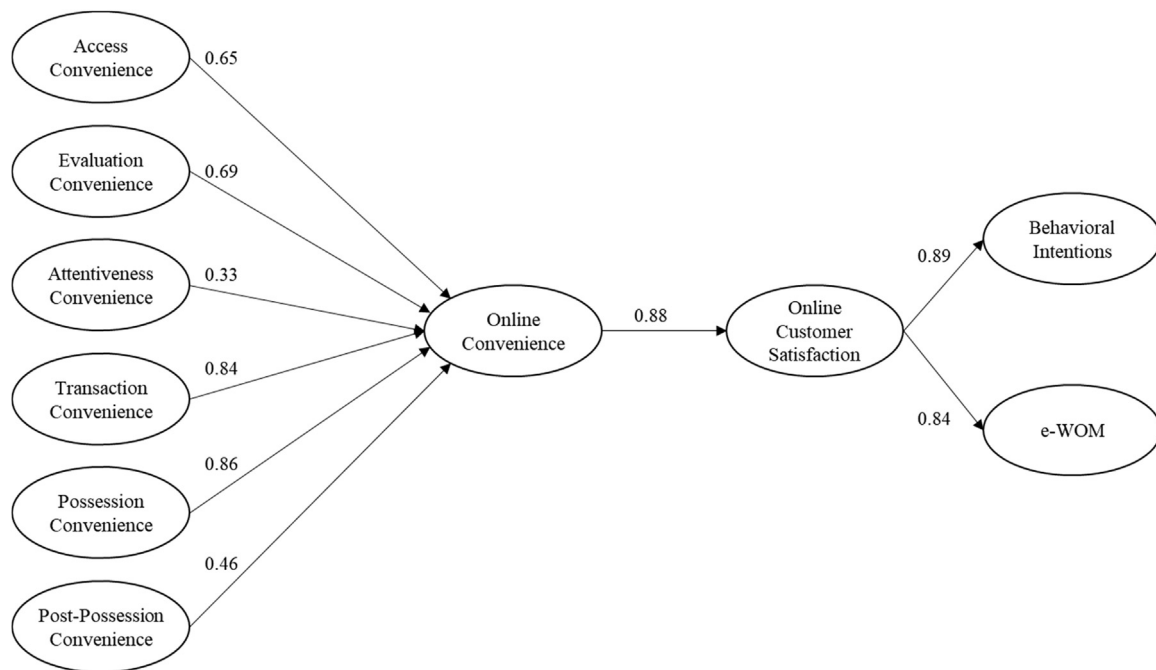 Access
Convenience
0.65
Evaluation
Convenience
0.69
Attentiveness
Convenience
0.33
Transaction
Convenience
0.84
Possession
Convenience
0.86
Post-Possession
Convenience
0.46
Online
Convenience
0.88
Online
Customer
Satisfaction
0.89
0.84
Behavioral
Intentions
e-WOM